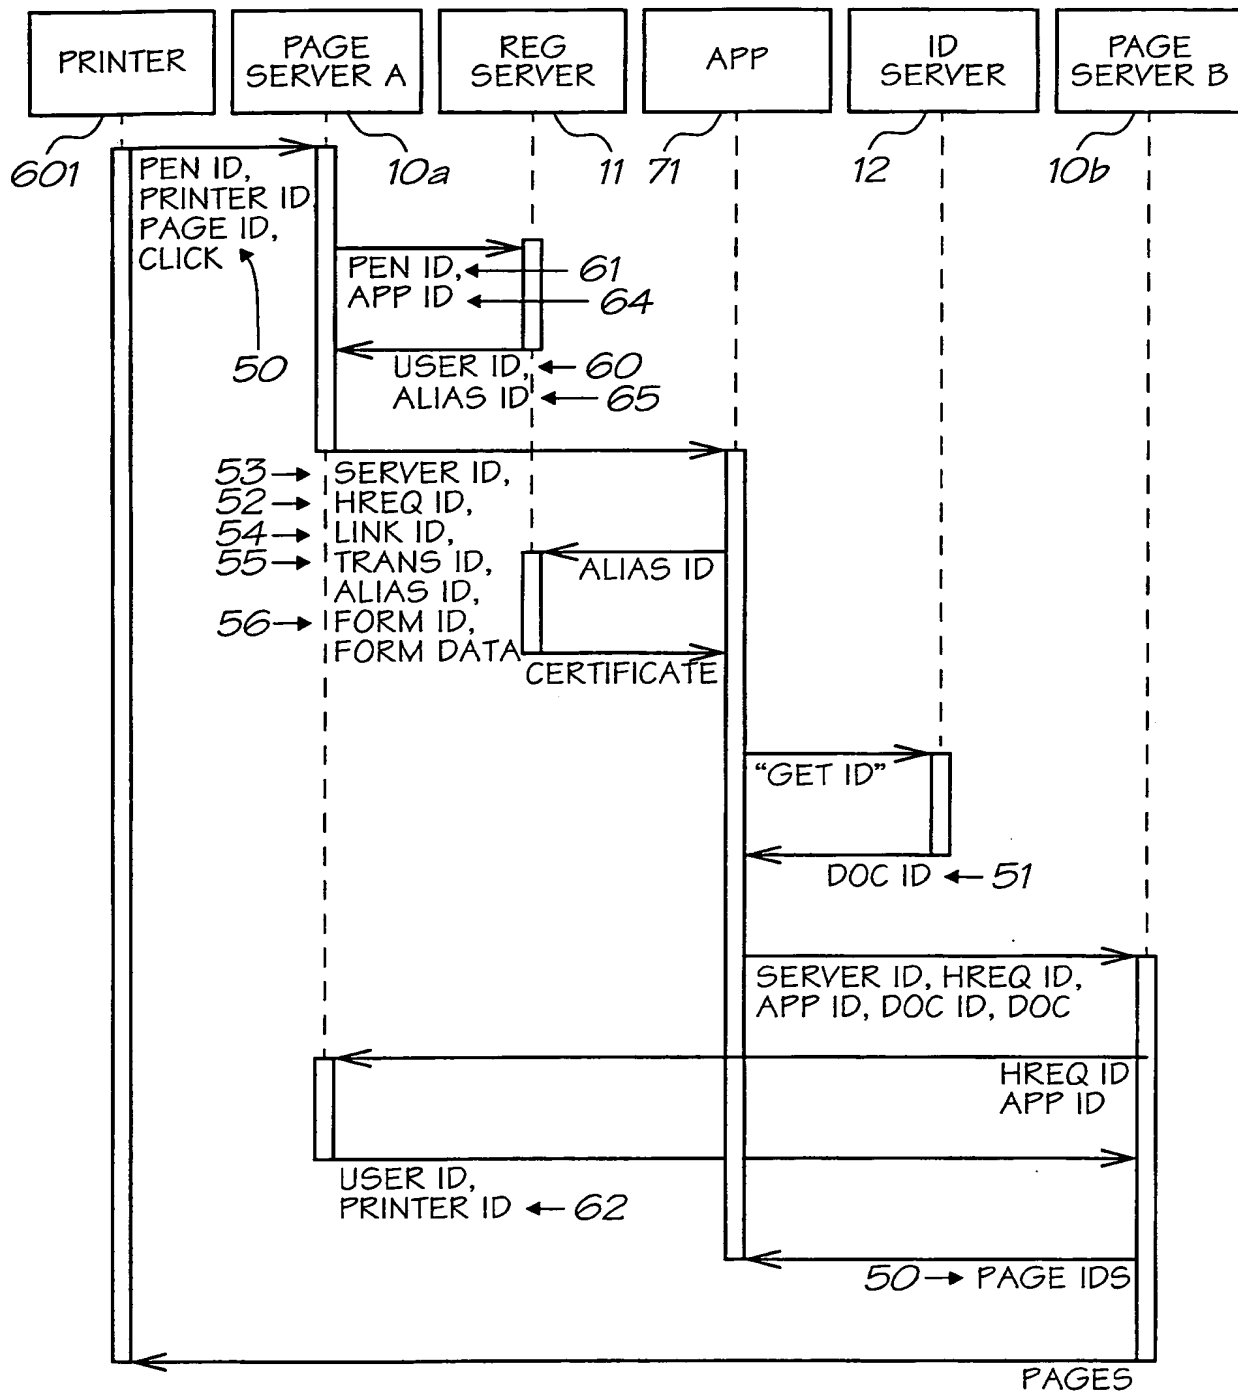 PRINTER
PAGE
SERVER A
REG
SERVER
APP
ID
SERVER
PAGE
SERVER B
601
10a
11
71
12
10b
PEN ID,
PRINTER ID
PAGE ID,
CLICK
50
PEN ID,
61
APP ID
64
USER ID,
60
ALIAS ID
65
53
SERVER ID,
52
HREQ ID,
54
LINK ID,
55
TRANS ID,
ALIAS ID,
56
FORM ID,
FORM DATA
ALIAS ID
CERTIFICATE
“GET ID”
DOC ID
51
SERVER ID, HREQ ID,
APP ID, DOC ID, DOC
HREQ ID
APP ID
USER ID,
PRINTER ID
62
50
PAGE IDS
PAGES